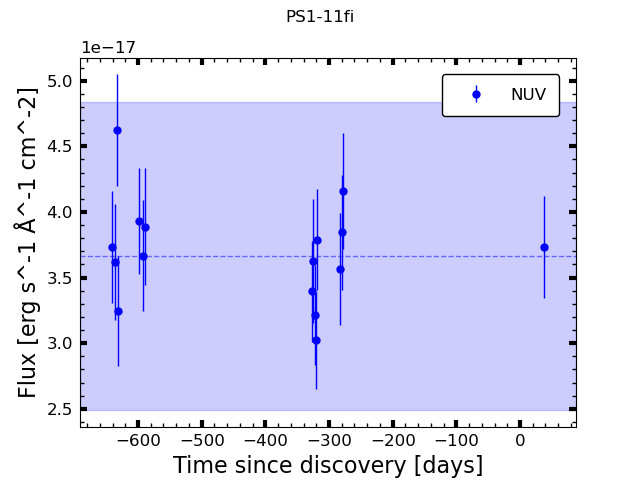 PS1-11fi
1e−17
NUV
5.0
4.5
4.0
3.5
3.0
2.5
Flux [erg s^-1 Å^-1 cm^-2]
−600 −500 −400 −300 −200 −100 0
Time since discovery [days]